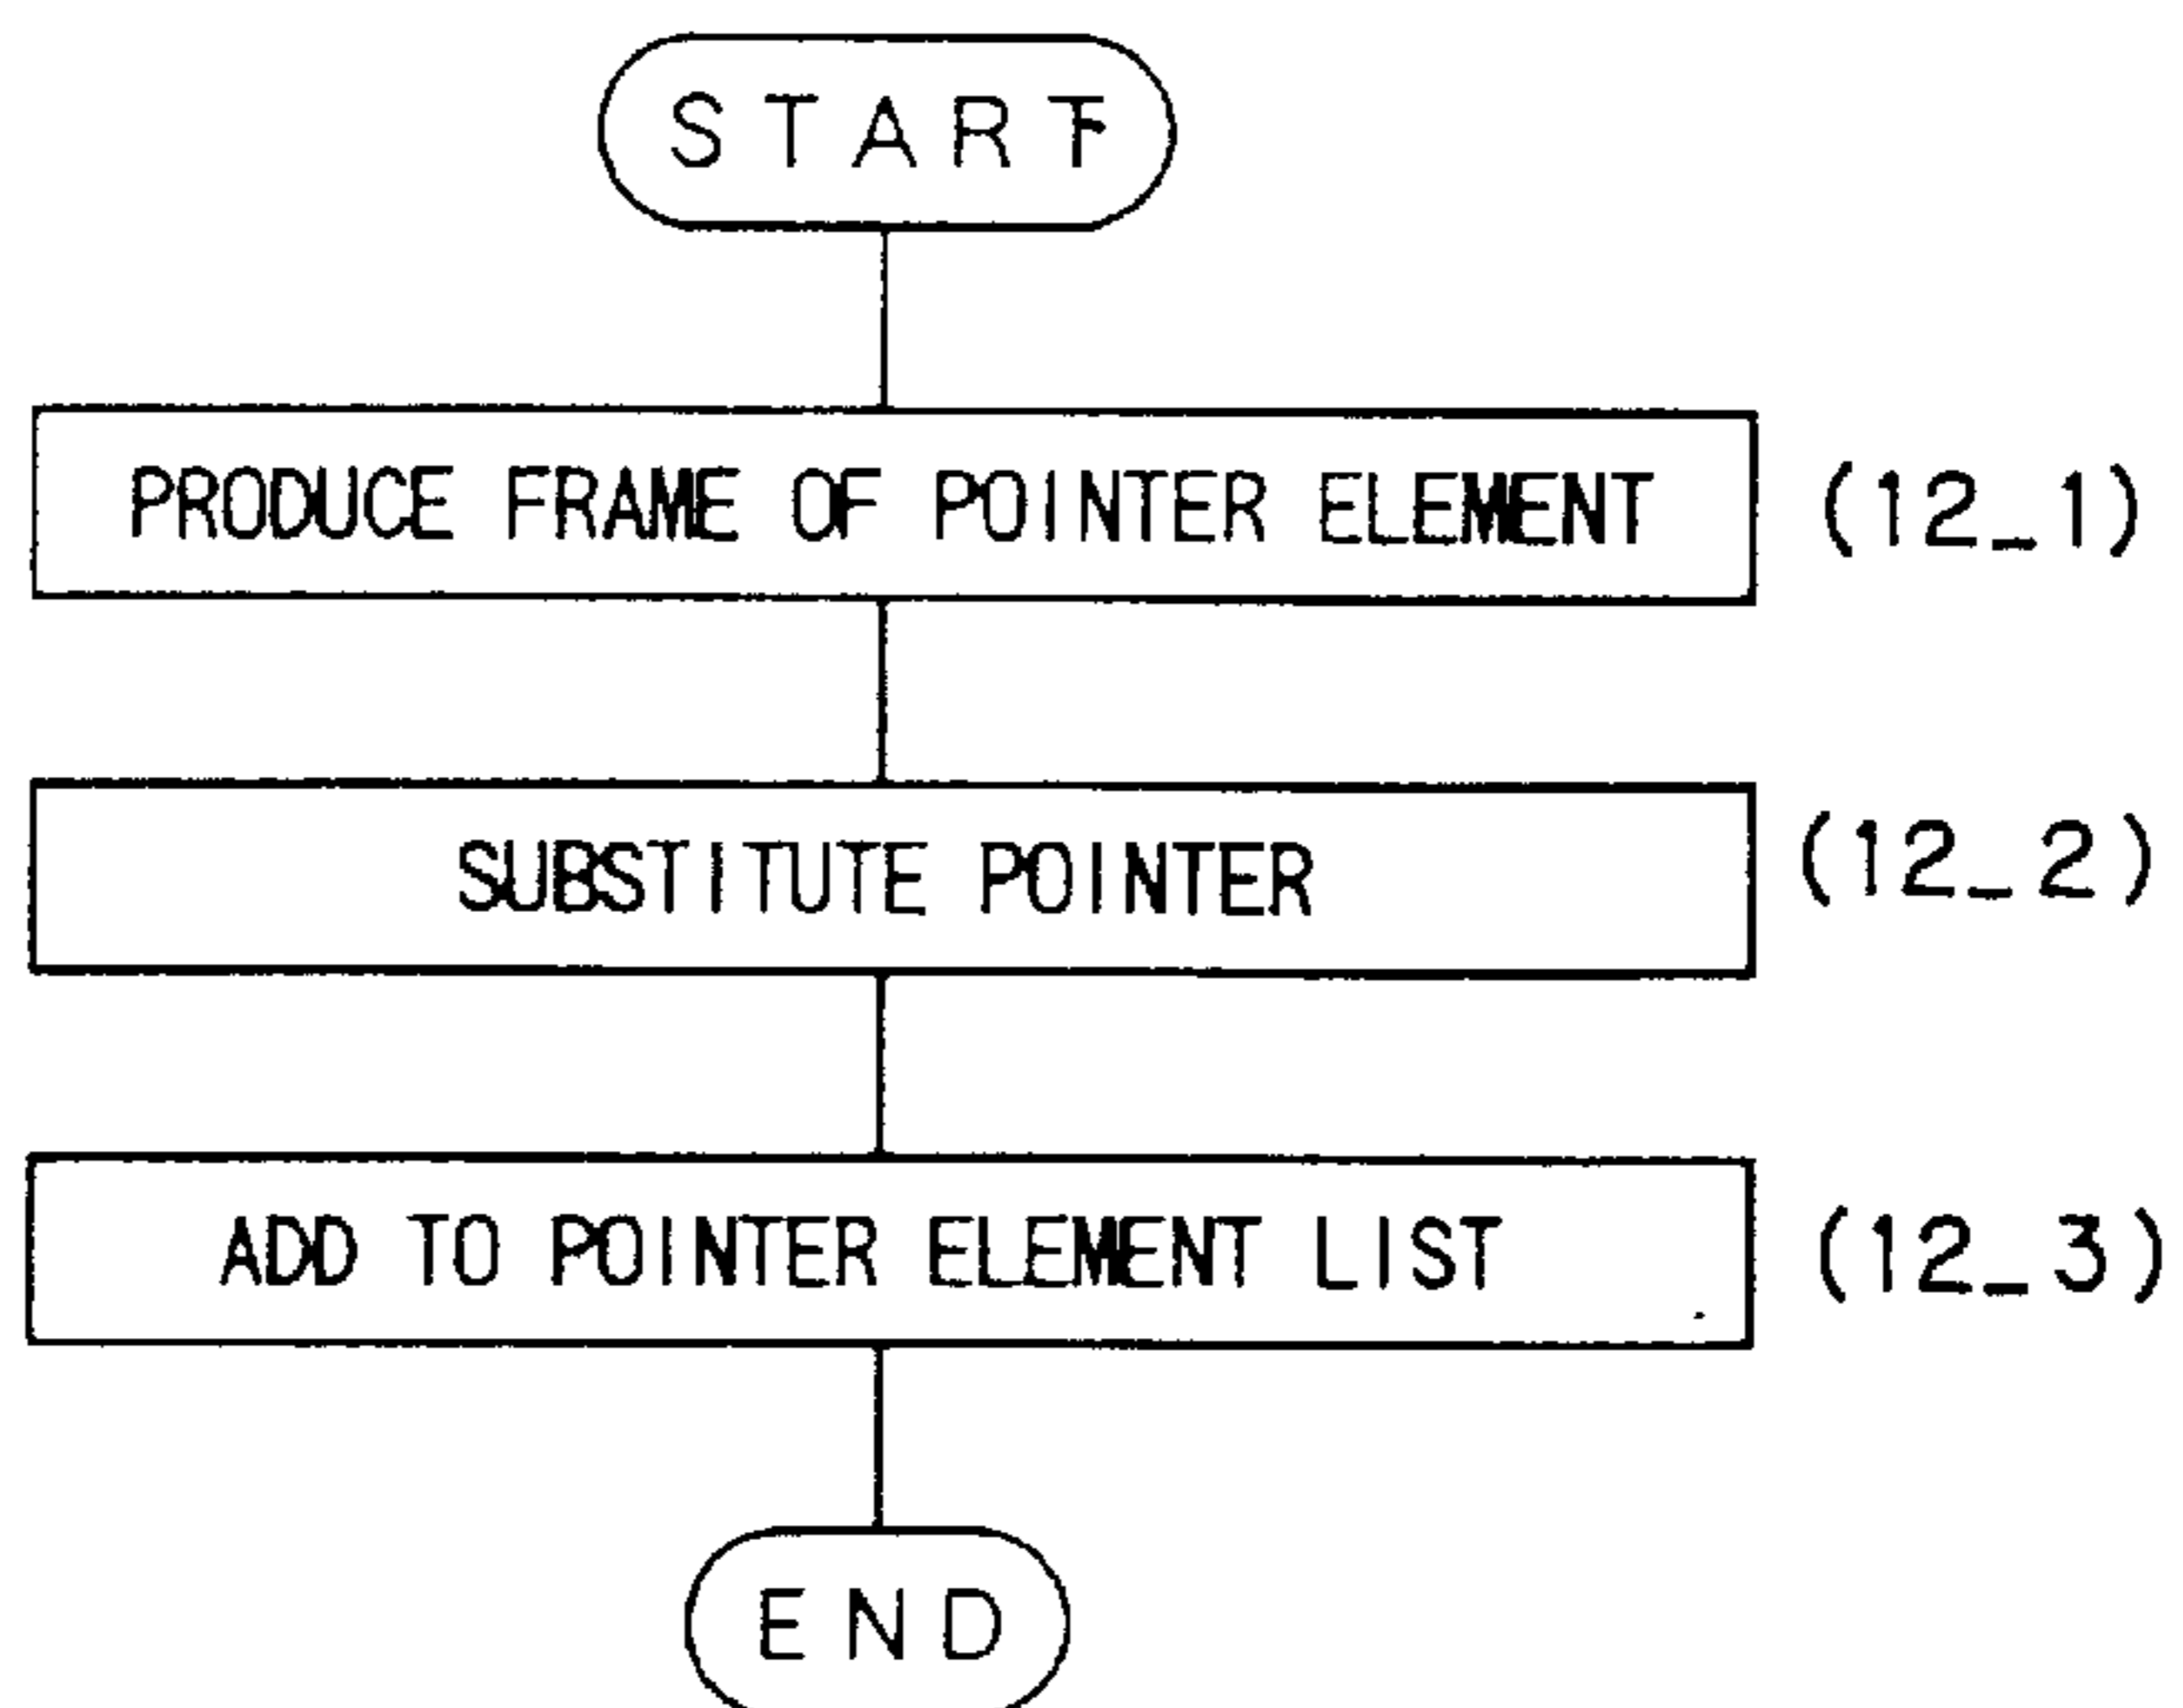 START
PRODUCE FRAME OF POINTER ELEMENT (12_1)
SUBSTITUTE POINTER (12_2)
ADD TO POINTER ELEMENT LIST (12_3)
END